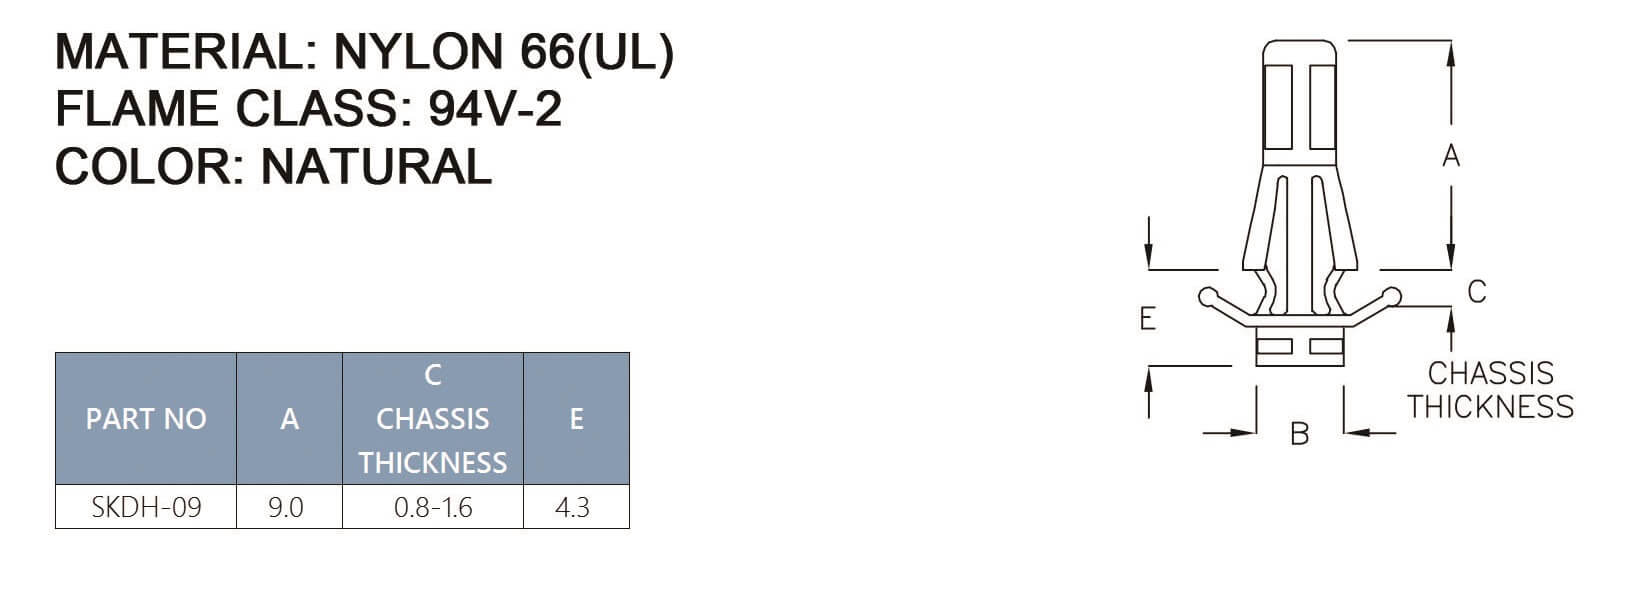 MATERIAL: NYLON 66(UL)
FLAME CLASS: 94V-2
COLOR: NATURAL
A
C
E
CHASSIS
THICKNESS
B
PART NO A C CHASSIS THICKNESS E
SKDH-09 9.0 0.8-1.6 4.3